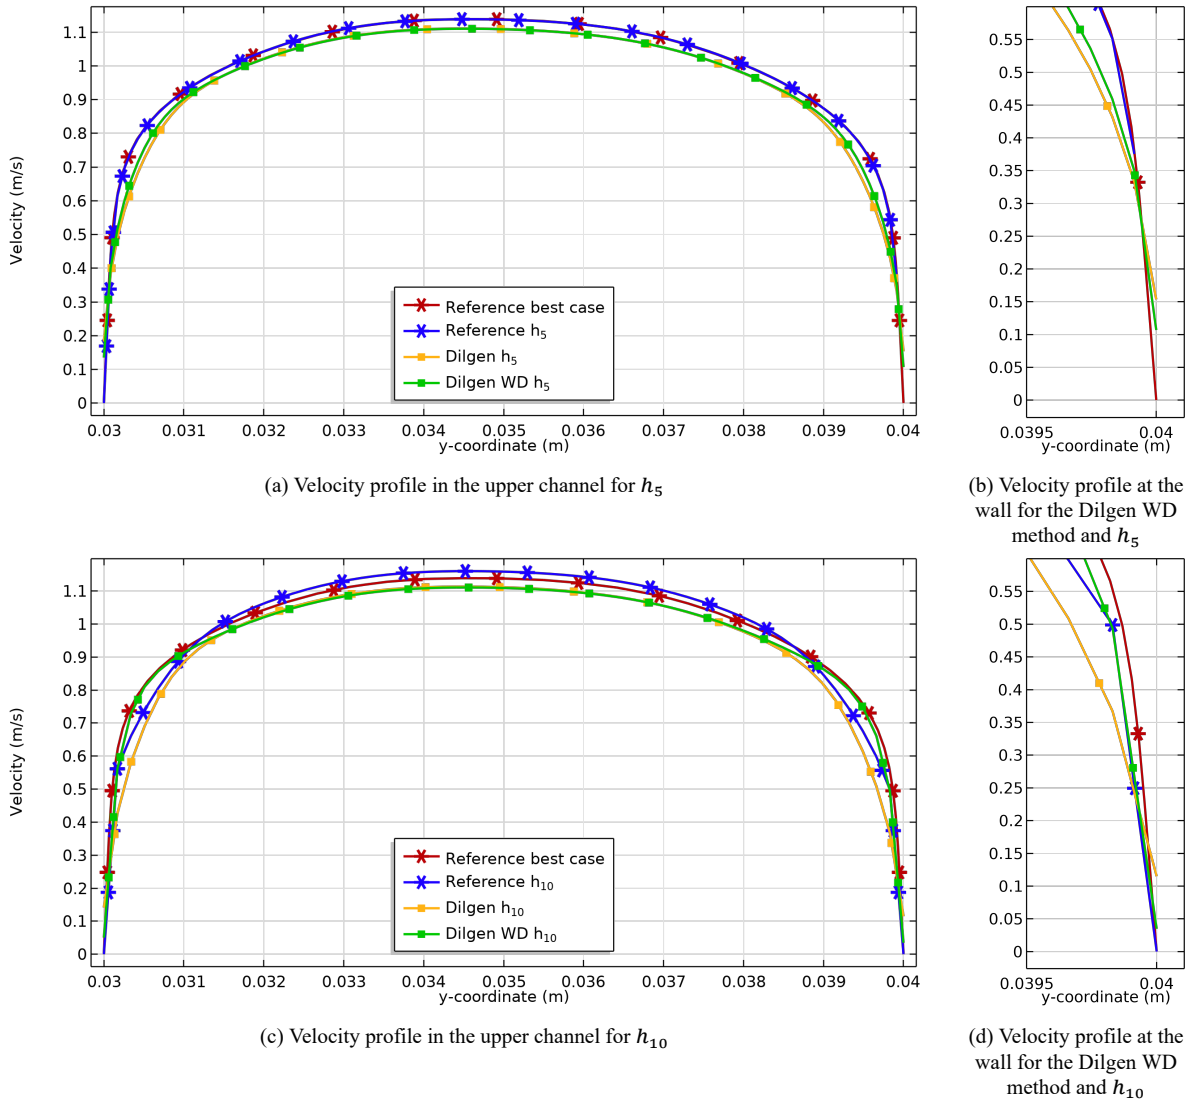 1.1
1
0.9
0.8
0.7
0.6
0.5
0.4
0.3
0.2
0.1
0
Velocity (m/s)
Reference best case
Reference h5
Dilgen h5
Dilgen WD h5
0.03 0.031 0.032 0.033 0.034 0.035 0.036 0.037 0.038 0.039 0.04
y-coordinate (m)
(a) Velocity profile in the upper channel for h5
0.55
0.5
0.45
0.4
0.35
0.3
0.25
0.2
0.15
0.1
0.05
0
0.0395 0.04
y-coordinate (m)
(b) Velocity profile at the
wall for the Dilgen WD
method and h5
1.1
1
0.9
0.8
0.7
0.6
0.5
0.4
0.3
0.2
0.1
0
Velocity (m/s)
Reference best case
Reference h10
Dilgen h10
Dilgen WD h10
0.03 0.031 0.032 0.033 0.034 0.035 0.036 0.037 0.038 0.039 0.04
y-coordinate (m)
(c) Velocity profile in the upper channel for h10
0.55
0.5
0.45
0.4
0.35
0.3
0.25
0.2
0.15
0.1
0.05
0
0.0395 0.04
y-coordinate (m)
(d) Velocity profile at the
wall for the Dilgen WD
method and h10